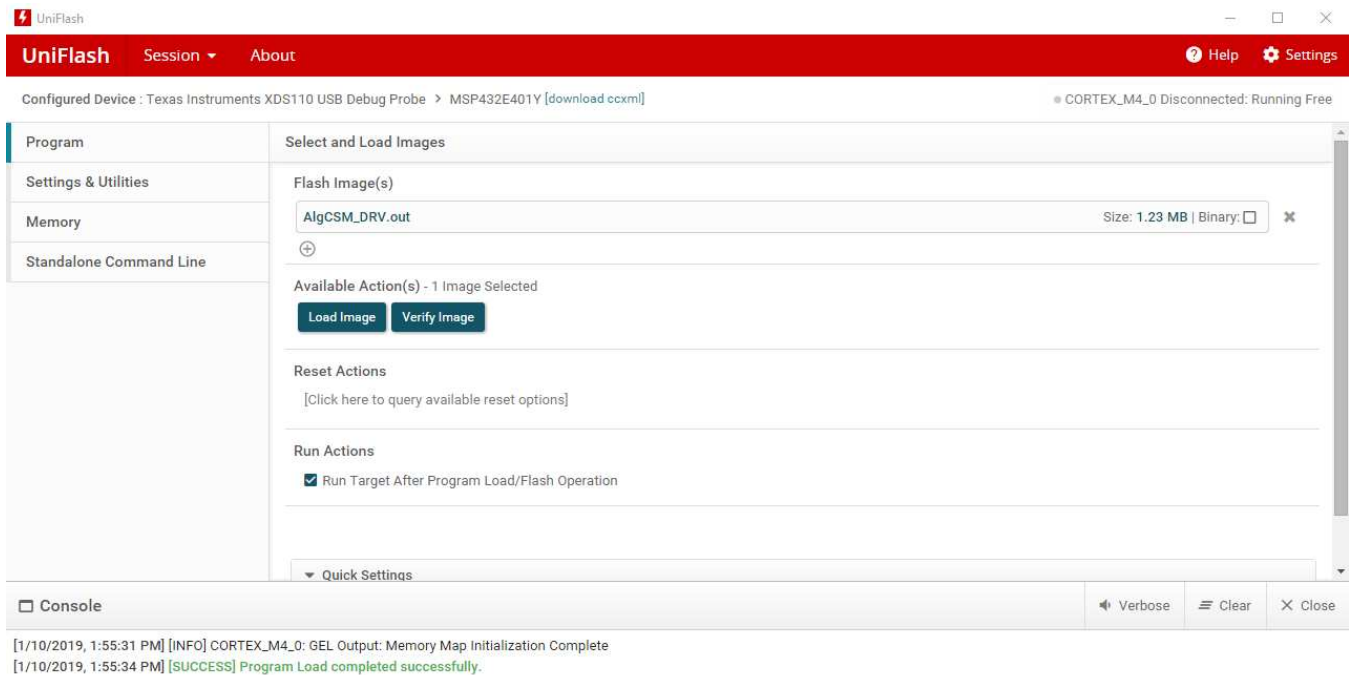 UniFlash
UniFlash Session About Help Settings
Configured Device : Texas Instruments XDS110 USB Debug Probe > MSP432E401Y [download ccxml] CORTEX_M4_0 Disconnected: Running Free
Program
Settings & Utilities
Memory
Standalone Command Line
Select and Load Images
Flash Image(s)
AlgCSM_DRV.out Size: 1.23 MB | Binary:
Available Action(s) - 1 Image Selected
Load Image Verify Image
Reset Actions
[Click here to query available reset options]
Run Actions
Run Target After Program Load/Flash Operation
Quick Settings
Console Verbose Clear Close
[1/10/2019, 1:55:31 PM] [INFO] CORTEX_M4_0: GEL Output: Memory Map Initialization Complete
[1/10/2019, 1:55:34 PM] [SUCCESS] Program Load completed successfully.